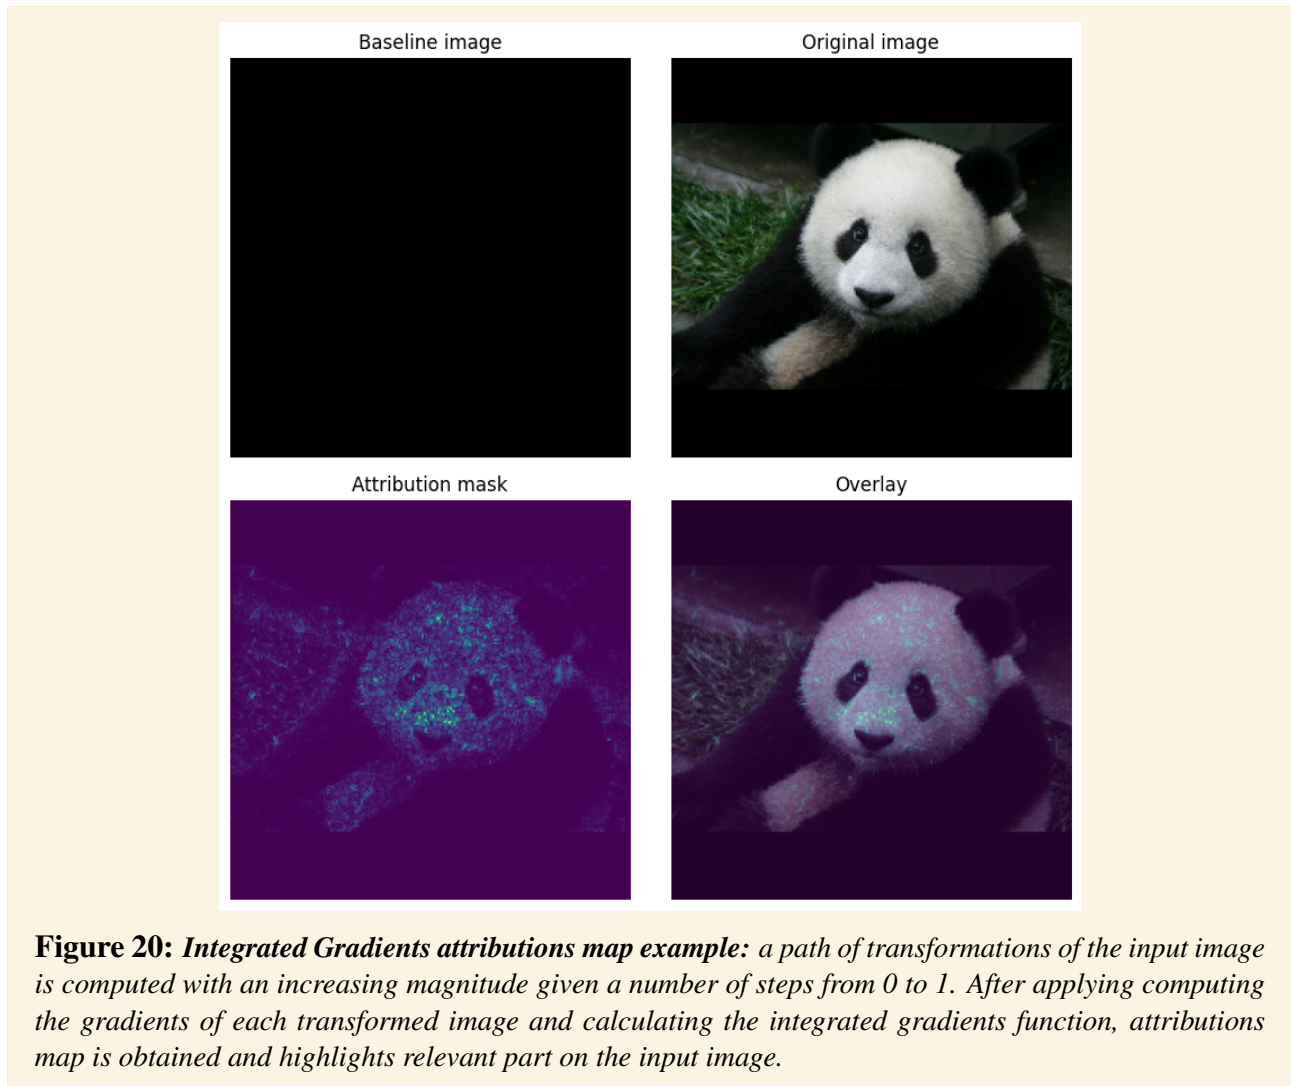 Baseline image
Original image
Attribution mask
Overlay
Figure 20: Integrated Gradients attributions map example: a path of transformations of the input image
is computed with an increasing magnitude given a number of steps from 0 to 1. After applying computing
the gradients of each transformed image and calculating the integrated gradients function, attributions
map is obtained and highlights relevant part on the input image.